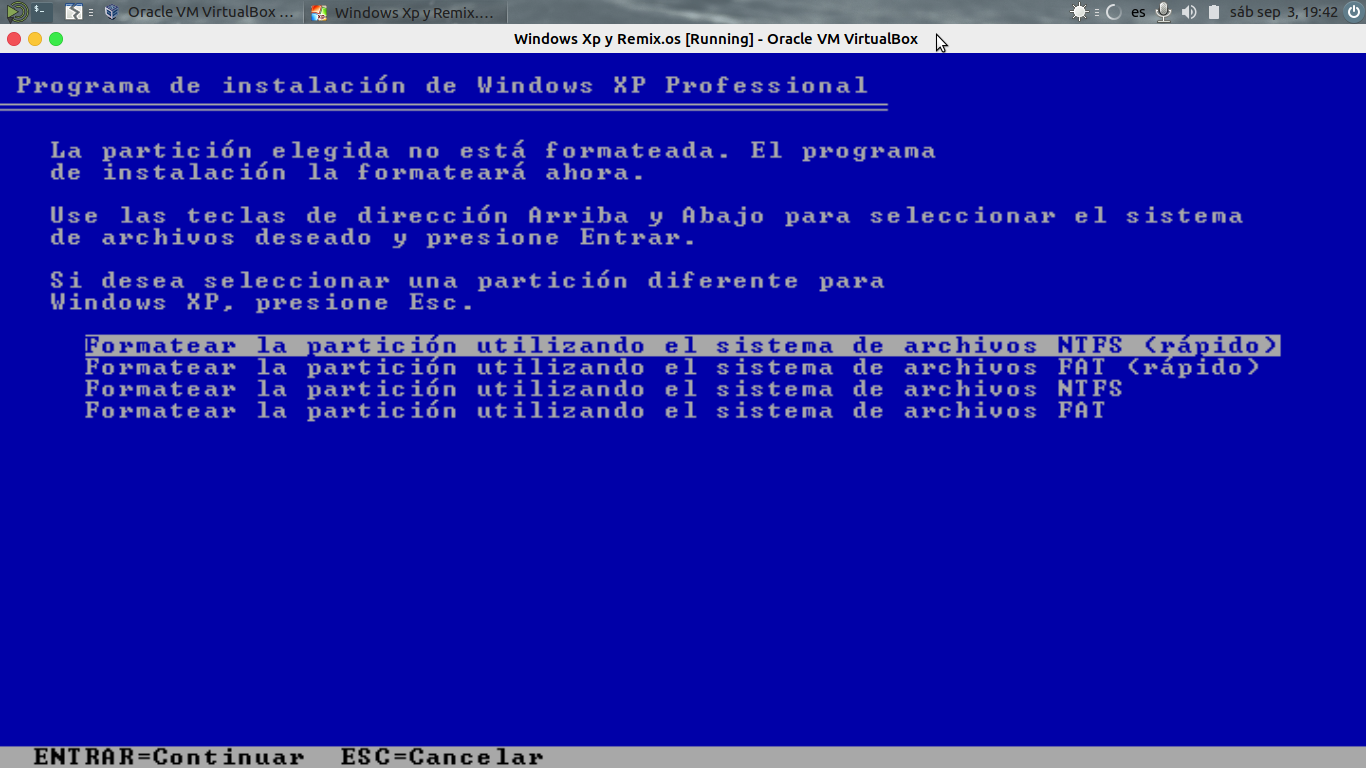 Oracle VM VirtualBox ...
Windows Xp y Remix....
es
sáb sep 3, 19:42
Windows Xp y Remix.os [Running] - Oracle VM VirtualBox
Programa de instalación de Windows XP Professional
La partición elegida no está formateada. El programa
de instalación la formateará ahora.
Use las teclas de dirección Arriba y Abajo para seleccionar el sistema
de archivos deseado y presione Entrar.
Si desea seleccionar una partición diferente para
Windows XP, presione Esc.
Formatear la partición utilizando el sistema de archivos NTFS (rápido)
Formatear la partición utilizando el sistema de archivos FAT (rápido)
Formatear la partición utilizando el sistema de archivos NTFS
Formatear la partición utilizando el sistema de archivos FAT
ENTRAR=Continuar ESC=Cancelar